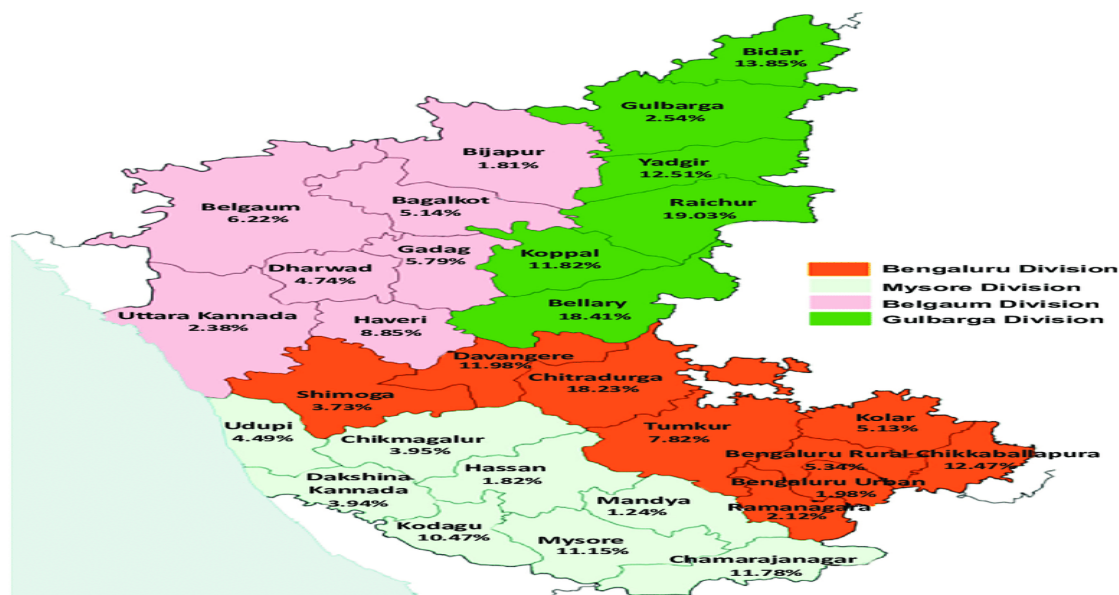 Bidar
13.85%
Gulbarga
2.54%
Bijapur
1.81%
Yadgir
12.51%
Belgaum
6.22%
Bagalkot
5.14%
Raichur
19.03%
Gadag
5.79%
Koppal
11.82%
Dharwad
4.74%
Bellary
18.41%
Uttara Kannada
2.38%
Haveri
8.85%
Bengaluru Division
Mysore Division
Belgaum Division
Gulbarga Division
Davangere
11.98%
Chitradurga
18.23%
Shimoga
3.73%
Udupi
4.49%
Chikmagalur
3.95%
Tumkur
7.82%
Kolar
5.13%
Bengaluru Rural
5.34%
Chikkaballapura
12.47%
Hassan
1.82%
Dakshina
Kannada
3.94%
Bengaluru Urban
1.98%
Mandya
1.24%
Ramanagara
2.12%
Kodagu
10.47%
Mysore
11.15%
Chamarajanagar
11.78%